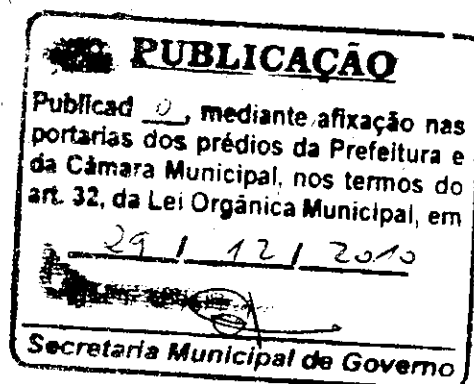 PUBLICAÇÃO
Publicad o, mediante afixação nas
portarias dos prédios da Prefeitura e
da Câmara Municipal, nos termos do
art. 32, da Lei Orgânica Municipal, em
29 / 12 / 2010
Secretaria Municipal de Governo